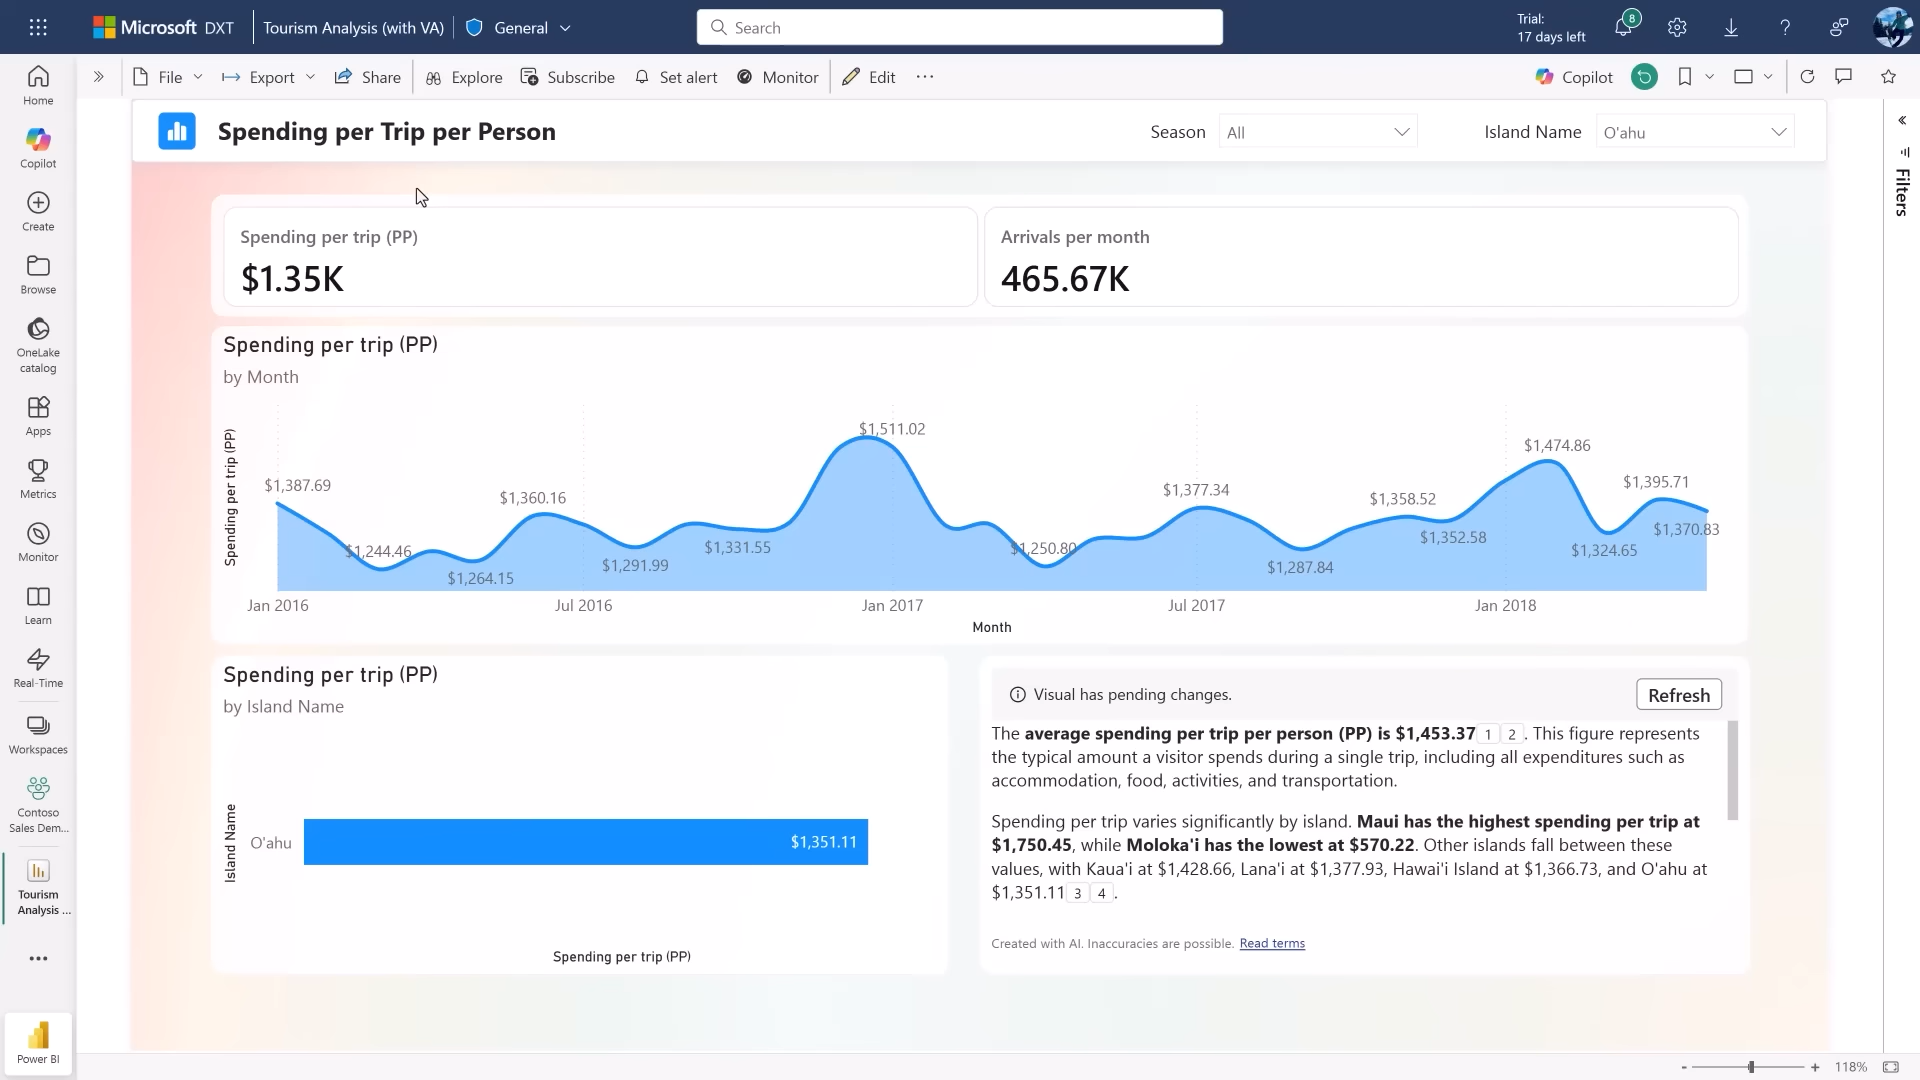 Microsoft DXT
Tourism Analysis (with VA)
General
Search
Trial:
17 days left
8
File
Export
Share
Explore
Subscribe
Set alert
Monitor
Edit
Copilot
Home
Copilot
Create
Browse
OneLake
catalog
Apps
Metrics
Monitor
Learn
Real-Time
Workspaces
Contoso
Sales Dem...
Tourism
Analysis ...
Power BI
Spending per Trip per Person
Season
All
Island Name
O'ahu
Filters
Spending per trip (PP)
$1.35K
Arrivals per month
465.67K
Spending per trip (PP)
by Month
Spending per trip (PP)
$1,387.69
$1,244.46
$1,264.15
$1,360.16
$1,291.99
$1,331.55
$1,511.02
$1,250.80
$1,377.34
$1,287.84
$1,358.52
$1,352.58
$1,474.86
$1,324.65
$1,395.71
$1,370.83
Jan 2016
Jul 2016
Jan 2017
Jul 2017
Jan 2018
Month
Spending per trip (PP)
by Island Name
Island Name
O'ahu
$1,351.11
Spending per trip (PP)
Visual has pending changes.
Refresh
The average spending per trip per person (PP) is $1,453.37 1 2 . This figure represents
the typical amount a visitor spends during a single trip, including all expenditures such as
accommodation, food, activities, and transportation.
Spending per trip varies significantly by island. Maui has the highest spending per trip at
$1,750.45, while Moloka'i has the lowest at $570.22. Other islands fall between these
values, with Kaua'i at $1,428.66, Lana'i at $1,377.93, Hawai'i Island at $1,366.73, and O'ahu at
$1,351.11 3 4 .
Created with AI. Inaccuracies are possible. Read terms
- + 118%